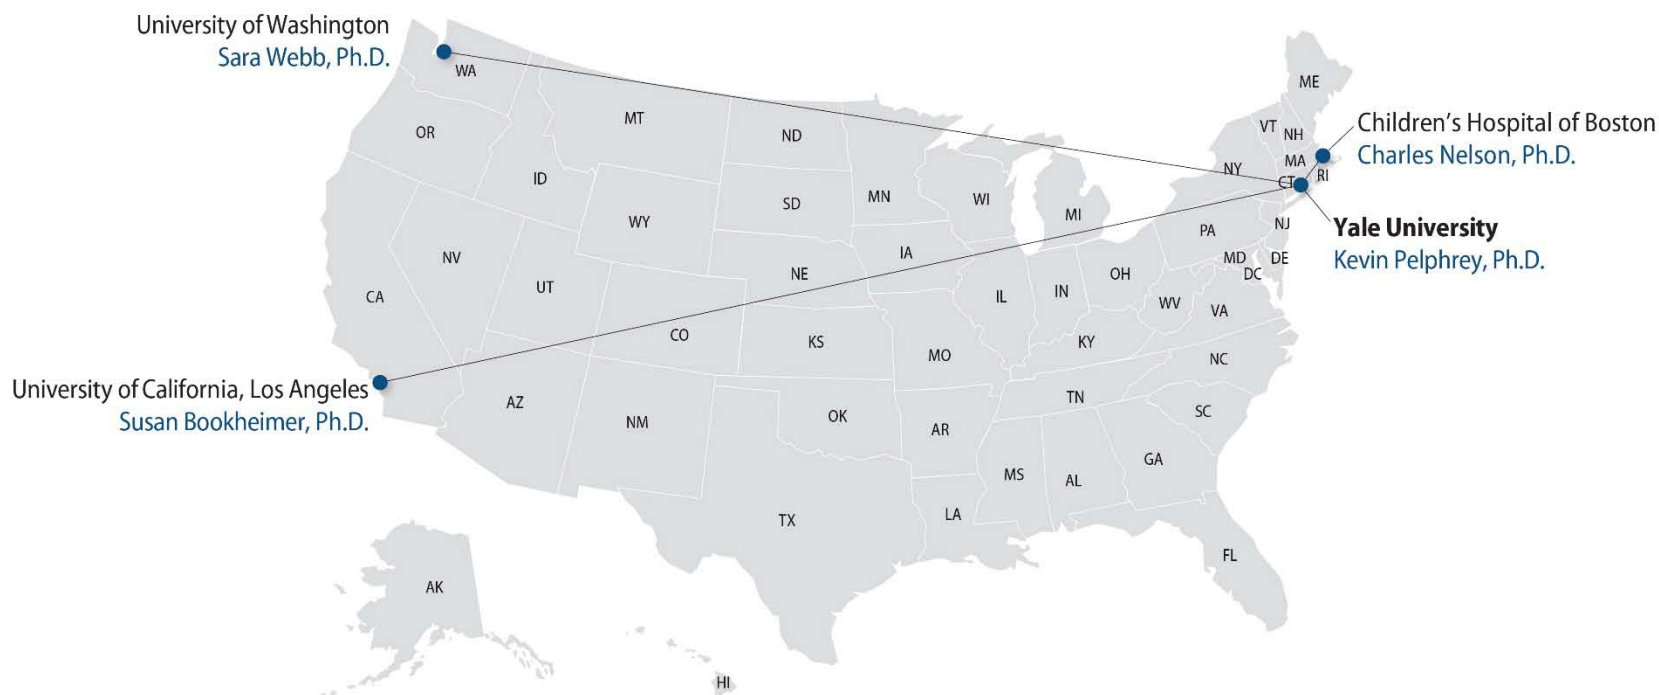 University of Washington
Sara Webb, Ph.D.
WA
ME
MT
VT
NH
Children's Hospital of Boston
Charles Nelson, Ph.D.
OR
ND
MA
NY
RI
CT
ID
MN
WI
SD
MI
WY
NJ
PA
Yale University
Kevin Pelphrey, Ph.D.
NV
IA
MD
DE
DC
NE
OH
UT
CA
IL
IN
WV
VA
CO
KS
KY
MO
NC
University of California, Los Angeles
Susan Bookheimer, Ph.D.
AZ
TN
NM
OK
AR
SC
GA
MS
AL
TX
LA
FL
AK
HI